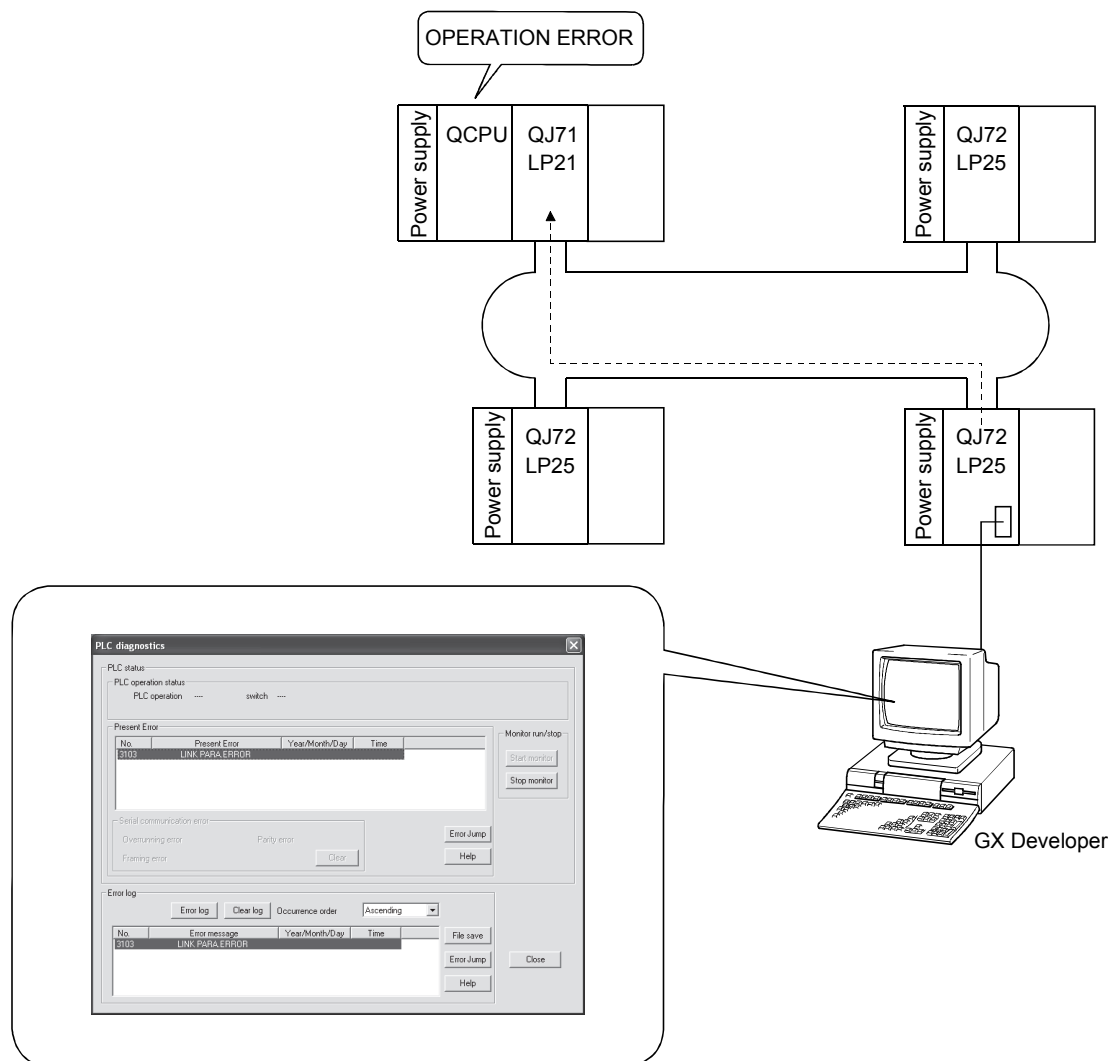 OPERATION ERROR
Power supply
QCPU
QJ71
LP21
Power supply
QJ72
LP25
Power supply
QJ72
LP25
Power supply
QJ72
LP25
GX Developer
PLC diagnostics
PLC status
PLC operation status
PLC operation ---- switch ----
Present Error
No. Present Error Year/Month/Day Time
3103 LINK PARA.ERROR
Monitor run/stop
Start monitor
Stop monitor
Serial communication error
Overrunning error Parity error
Framing error Clear
Error Jump
Help
Error log
Error log Clear log Occurrence order Ascending
No. Error message Year/Month/Day Time
3103 LINK PARA.ERROR
File save
Error Jump
Help
Close